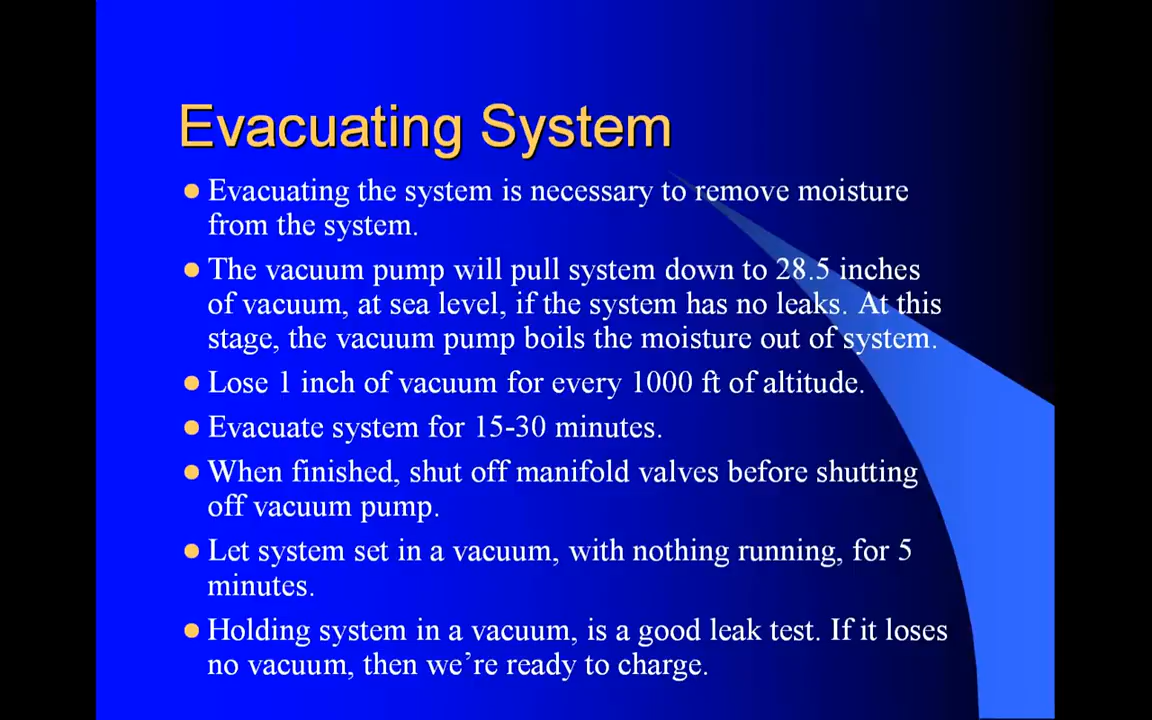 Evacuating System
Evacuating the system is necessary to remove moisture
from the system.
The vacuum pump will pull system down to 28.5 inches
of vacuum, at sea level, if the system has no leaks. At this
stage, the vacuum pump boils the moisture out of system.
Lose 1 inch of vacuum for every 1000 ft of altitude.
Evacuate system for 15-30 minutes.
When finished, shut off manifold valves before shutting
off vacuum pump.
Let system set in a vacuum, with nothing running, for 5
minutes.
Holding system in a vacuum, is a good leak test. If it loses
no vacuum, then we’re ready to charge.